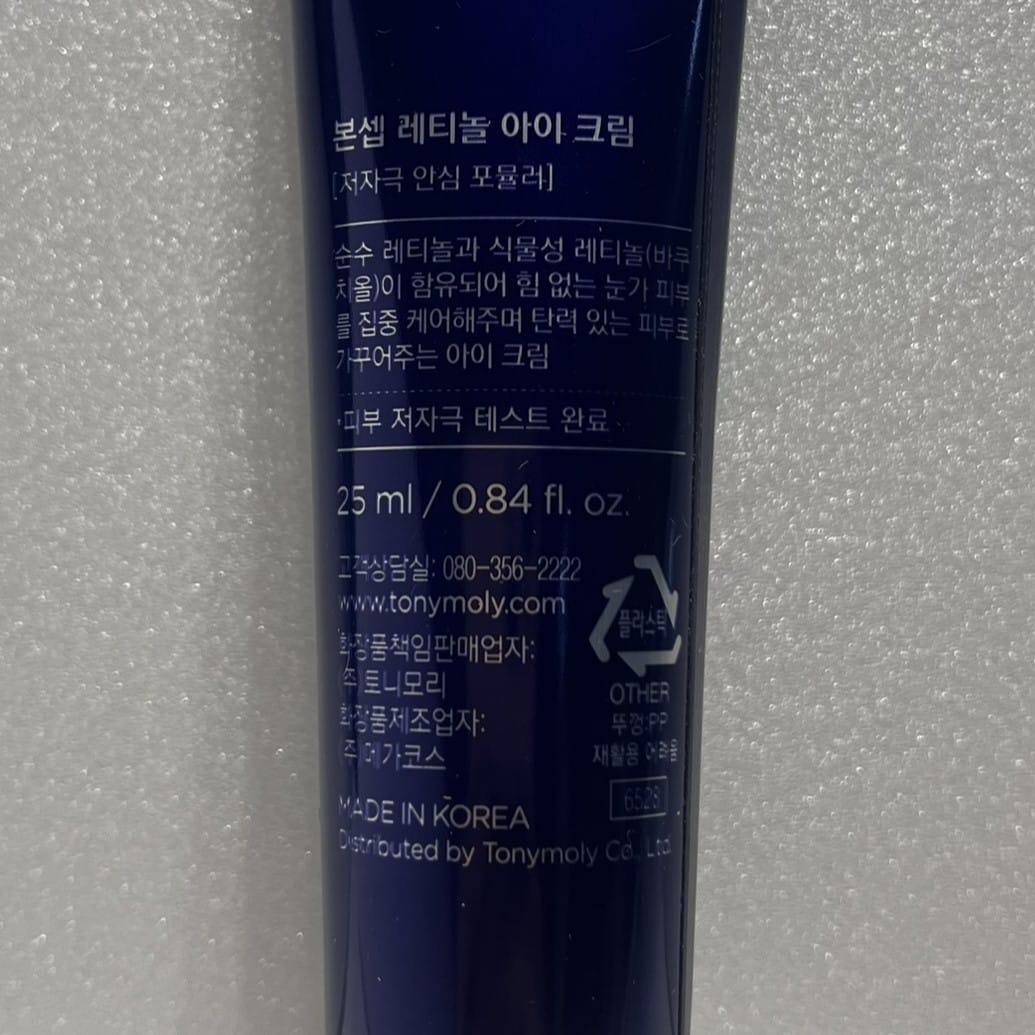 본셉 레티놀 아이 크림
[저자극 안심 포뮬러]
순수 레티놀과 식물성 레티놀(바쿠
치올)이 함유되어 힘 없는 눈가 피부
를 집중 케어해주며 탄력 있는 피부로
가꾸어주는 아이 크림
·피부 저자극 테스트 완료
25 ml / 0.84 fl. oz.
고객상담실: 080-356-2222
www.tonymoly.com
화장품책임판매업자:
㈜토니모리
화장품제조업자:
㈜메가코스
MADE IN KOREA
Distributed by Tonymoly Co., Ltd.
플라스틱
OTHER
뚜껑:PP
재활용 어려움
6528